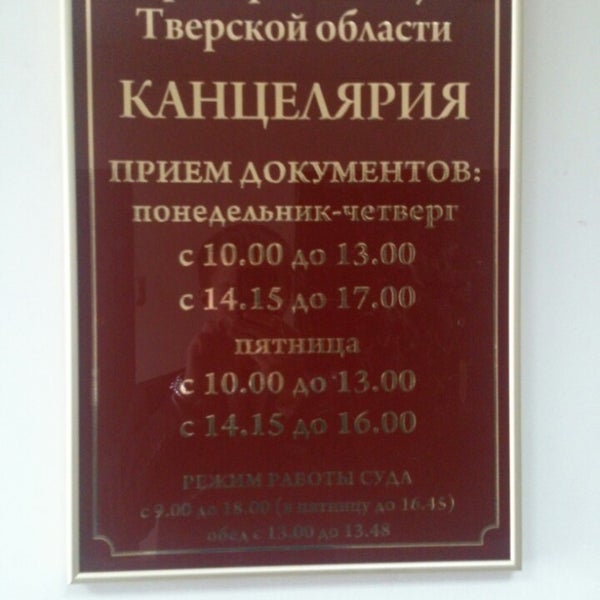 Тверской области
КАНЦЕЛЯРИЯ
ПРИЕМ ДОКУМЕНТОВ:
понедельник-четверг
с 10.00 до 13.00
с 14.15 до 17.00
пятница
с 10.00 до 13.00
с 14.15 до 16.00
РЕЖИМ РАБОТЫ СУДА
с 9.00 до 18.00 (в пятницу до 16.48)
обед с 13.00 до 13.48